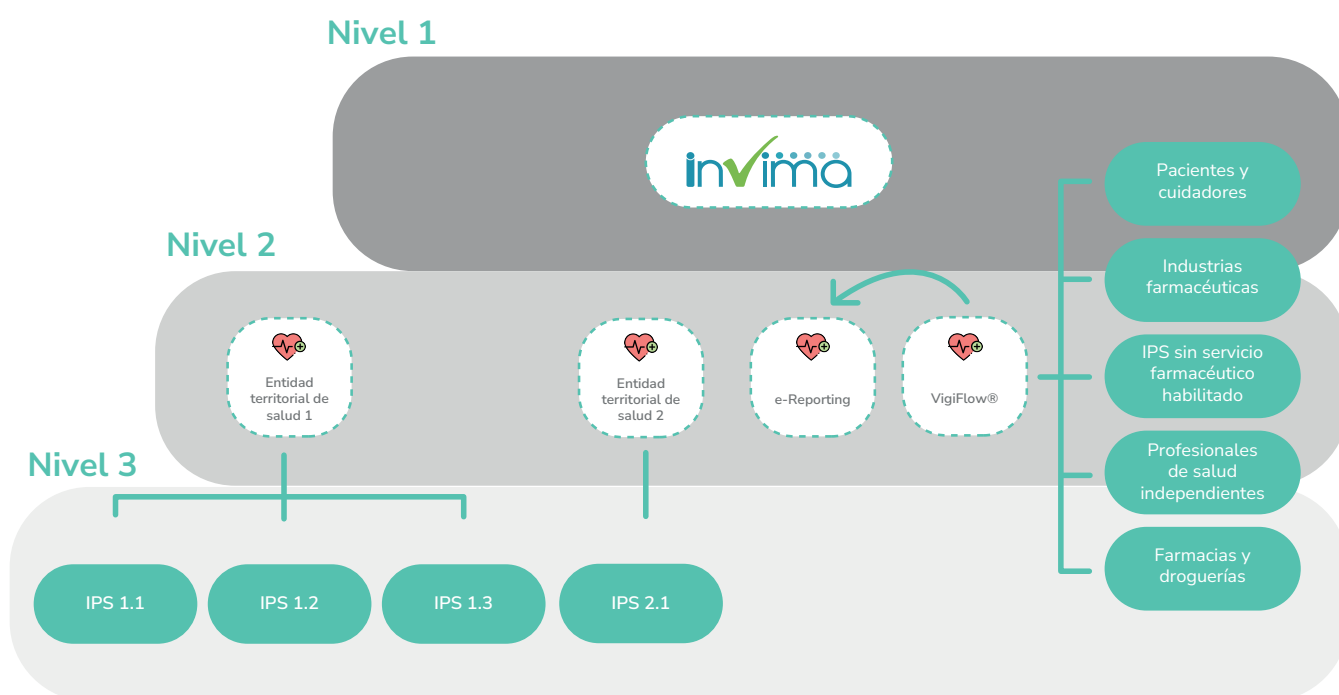 Nivel 1
invima
Pacientes y
cuidadores
Nivel 2
Industrias
farmacéuticas
Entidad
territorial de
salud 1
Entidad
territorial de
salud 2
e-Reporting
VigiFlow®
IPS sin servicio
farmacéutico
habilitado
Profesionales
de salud
independientes
Farmacias y
droguerías
Nivel 3
IPS 1.1
IPS 1.2
IPS 1.3
IPS 2.1